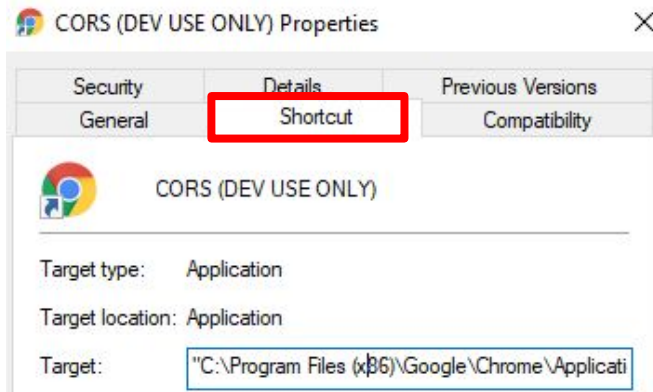 CORS (DEV USE ONLY) Properties
Security Details Previous Versions
General Shortcut Compatibility
CORS (DEV USE ONLY)
Target type: Application
Target location: Application
Target: "C:\Program Files (x86)\Google\Chrome\Applicati